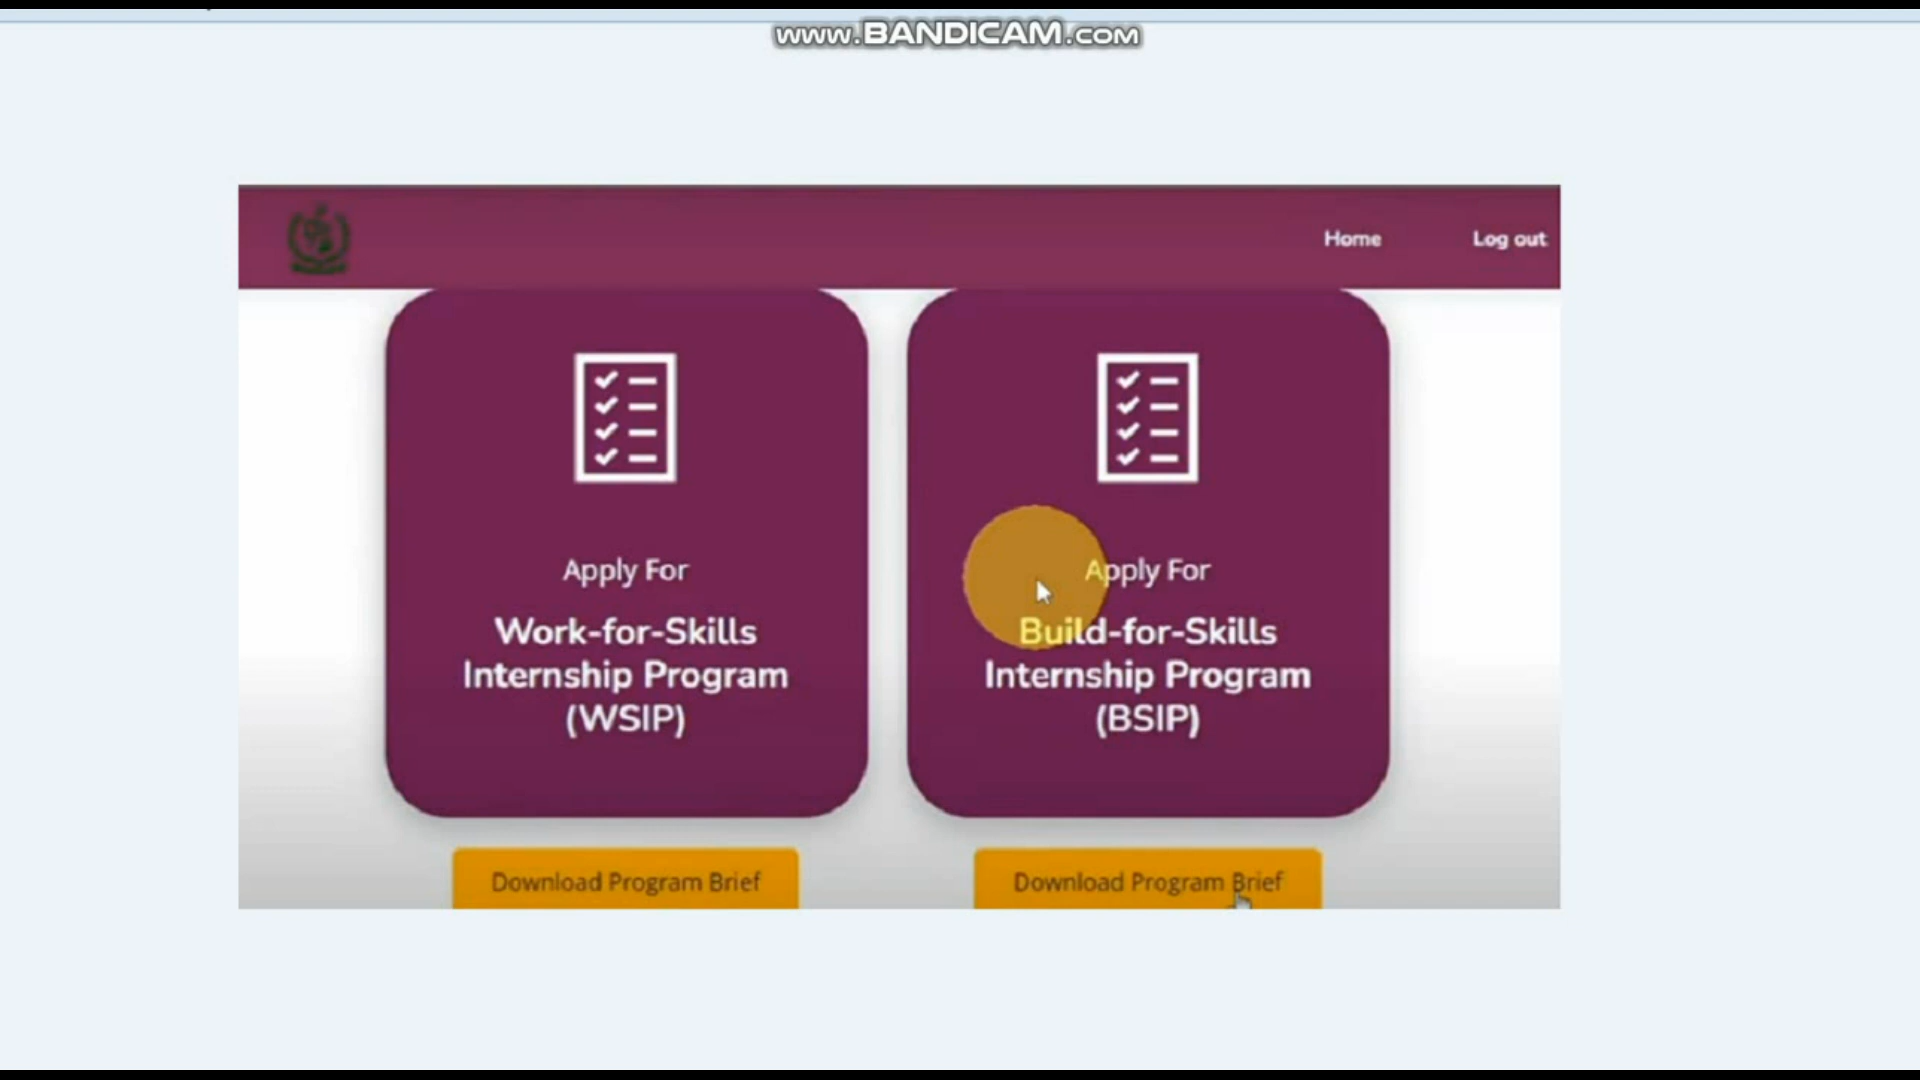 www.BANDICAM.com
Home
Log out
Apply For
Work-for-Skills
Internship Program
(WSIP)
Apply For
Build-for-Skills
Internship Program
(BSIP)
Download Program Brief
Download Program Brief